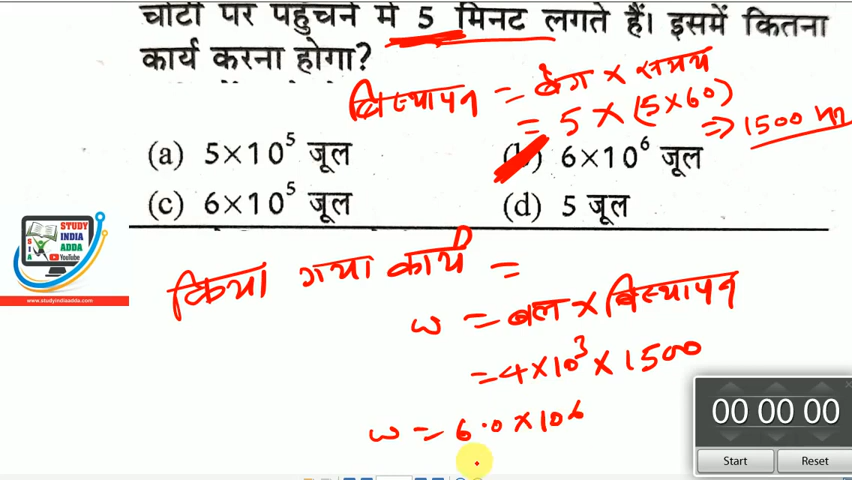 चोटी पर पहुँचने में 5 मिनट लगते हैं। इसमें कितना
कार्य करना होगा?
विस्थापन = वेग × समय
= 5 × (5×60)
⇒ 1500 m
(a) 5×10⁵ जूल
(b) 6×10⁶ जूल
(c) 6×10⁵ जूल
(d) 5 जूल
STUDY
INDIA
ADDA
YouTube
S I A
www.studyindiaadda.com
किया गया कार्य =
w = बल × विस्थापन
= 4×10³ × 1500
w = 6.0×10⁶
00 00 00 00
Start Reset